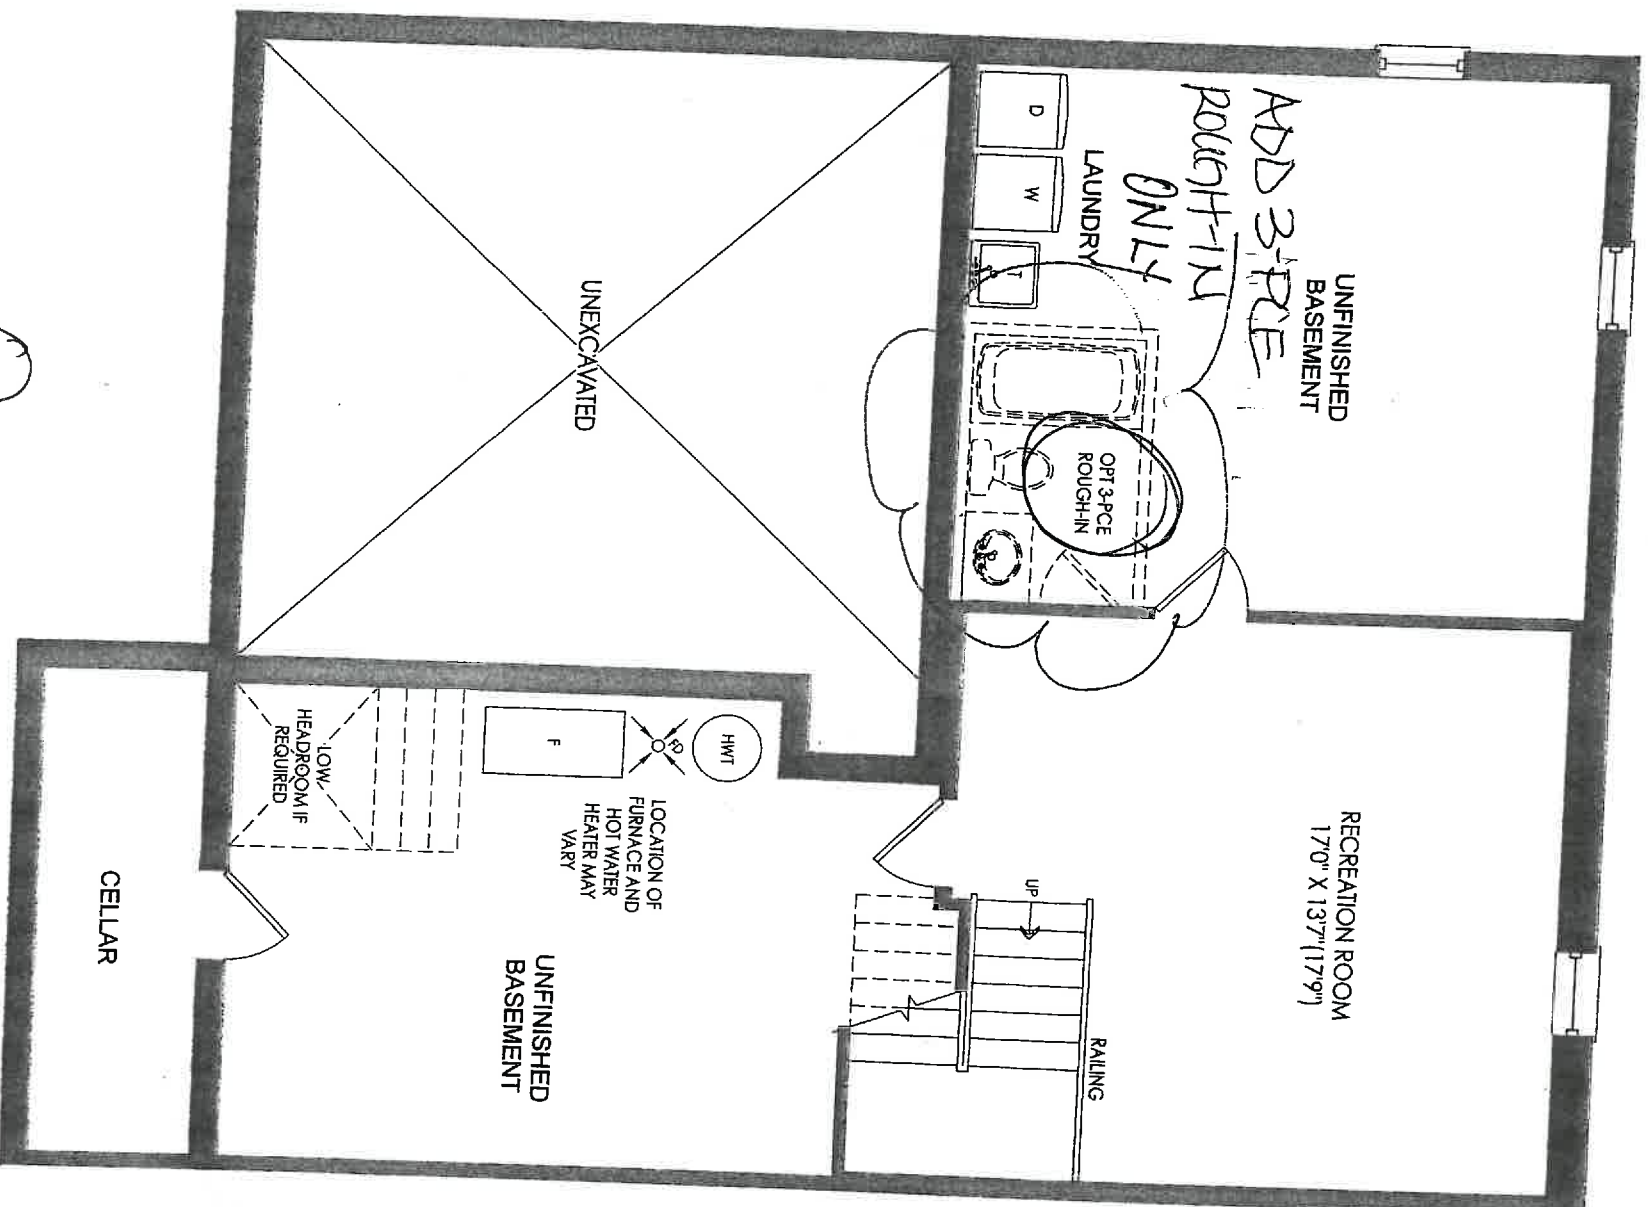 ADD 3-PCE
ROUGH-IN
ONLY
UNFINISHED
BASEMENT
D
W
T
LAUNDRY
OPT 3-PCE
ROUGH-IN
UNEXCAVATED
RECREATION ROOM
17'0" X 13'7"(17'9")
UP
RAILING
HWT
FD
F
LOCATION OF
FURNACE AND
HOT WATER
HEATER MAY
VARY
LOW
HEADROOM IF
REQUIRED
UNFINISHED
BASEMENT
CELLAR